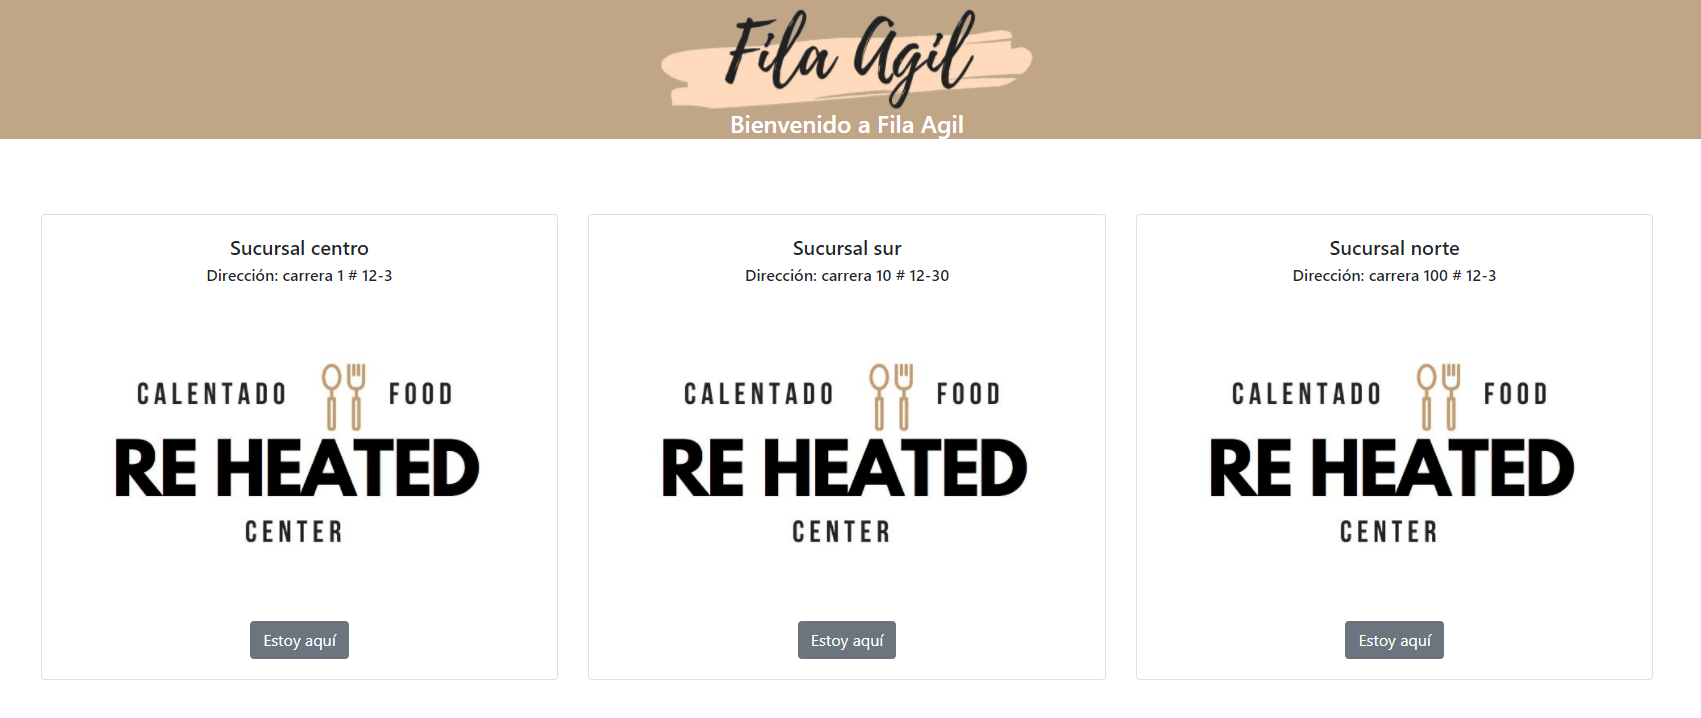 Fila Agil
Bienvenido a Fila Agil
Sucursal centro
Dirección: carrera 1 # 12-3
CALENTADO FOOD
RE HEATED
CENTER
Estoy aquí
Sucursal sur
Dirección: carrera 10 # 12-30
CALENTADO FOOD
RE HEATED
CENTER
Estoy aquí
Sucursal norte
Dirección: carrera 100 # 12-3
CALENTADO FOOD
RE HEATED
CENTER
Estoy aquí